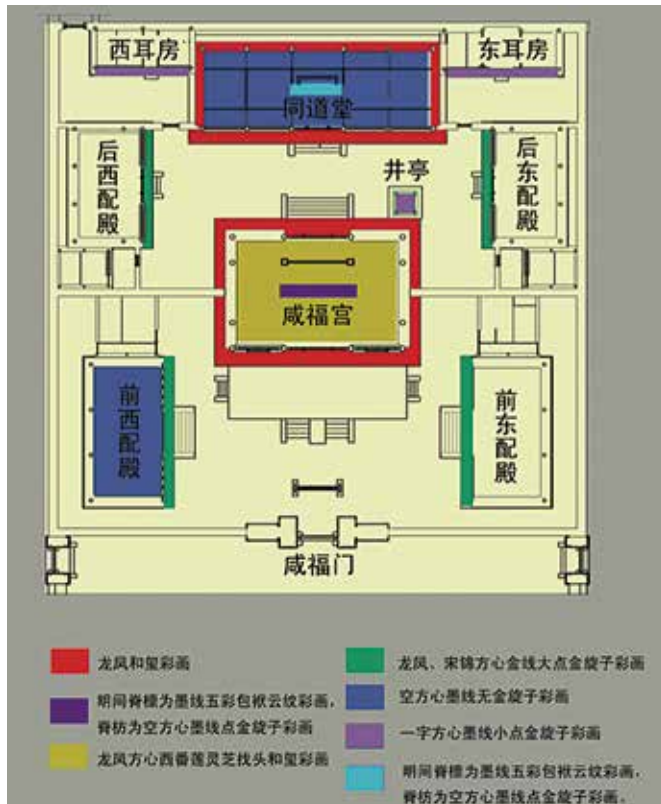 西耳房
东耳房
同道堂
后西配殿
后东配殿
井亭
咸福宫
前西配殿
前东配殿
咸福门
龙凤和玺彩画
明间脊檩为墨线五彩包袱云纹彩画，
脊枋为空方心墨线点金旋子彩画
龙凤方心西番莲灵芝找头和玺彩画
龙凤、宋锦方心金线大点金旋子彩画
空方心墨线无金旋子彩画
一字方心墨线小点金旋子彩画
明间脊檩为墨线五彩包袱云纹彩画，
脊枋为空方心墨线点金旋子彩画，